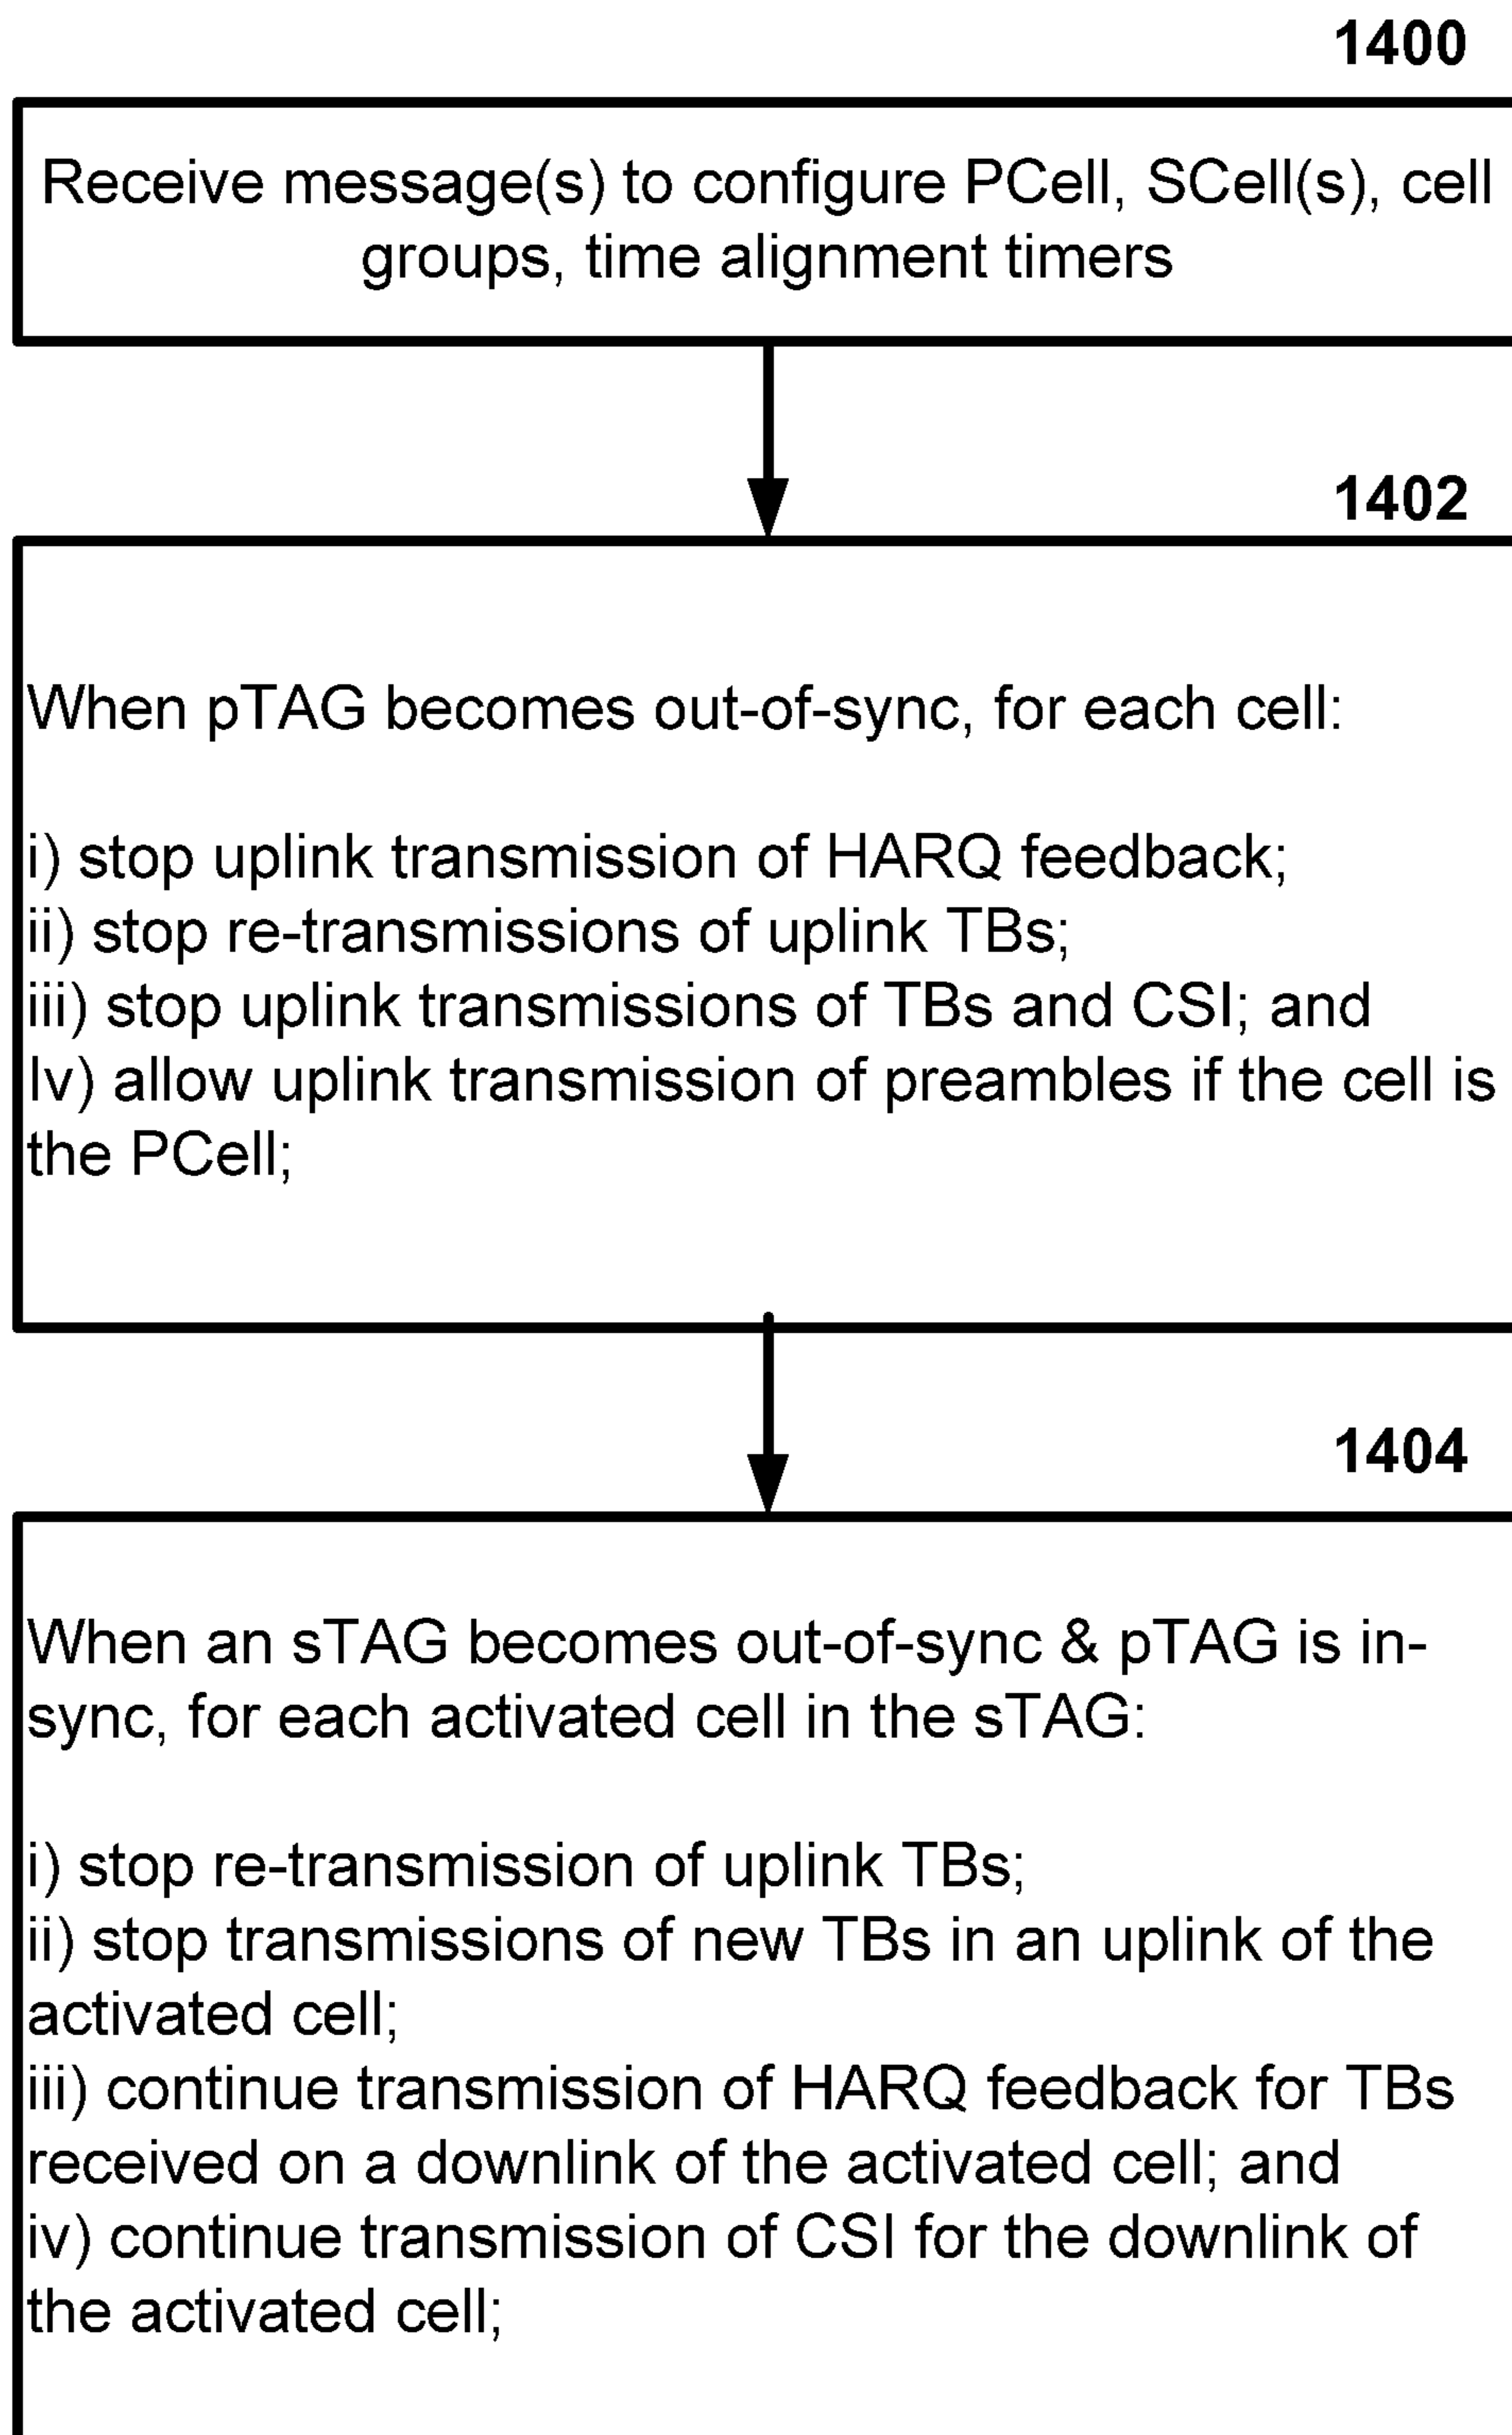 1400
Receive message(s) to configure PCell, SCell(s), cell
groups, time alignment timers
1402
When pTAG becomes out-of-sync, for each cell:
i) stop uplink transmission of HARQ feedback;
ii) stop re-transmissions of uplink TBs;
iii) stop uplink transmissions of TBs and CSI; and
Iv) allow uplink transmission of preambles if the cell is
the PCell;
1404
When an sTAG becomes out-of-sync & pTAG is in-
sync, for each activated cell in the sTAG:
i) stop re-transmission of uplink TBs;
ii) stop transmissions of new TBs in an uplink of the
activated cell;
iii) continue transmission of HARQ feedback for TBs
received on a downlink of the activated cell; and
iv) continue transmission of CSI for the downlink of
the activated cell;